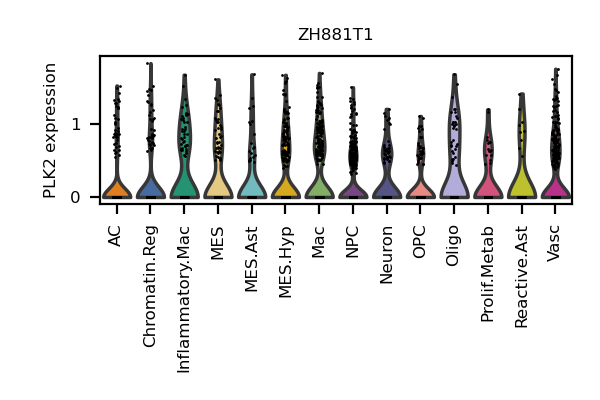 ZH881T1
PLK2 expression
1
0
AC
Chromatin.Reg
Inflammatory.Mac
MES
MES.Ast
MES.Hyp
Mac
NPC
Neuron
OPC
Oligo
Prolif.Metab
Reactive.Ast
Vasc